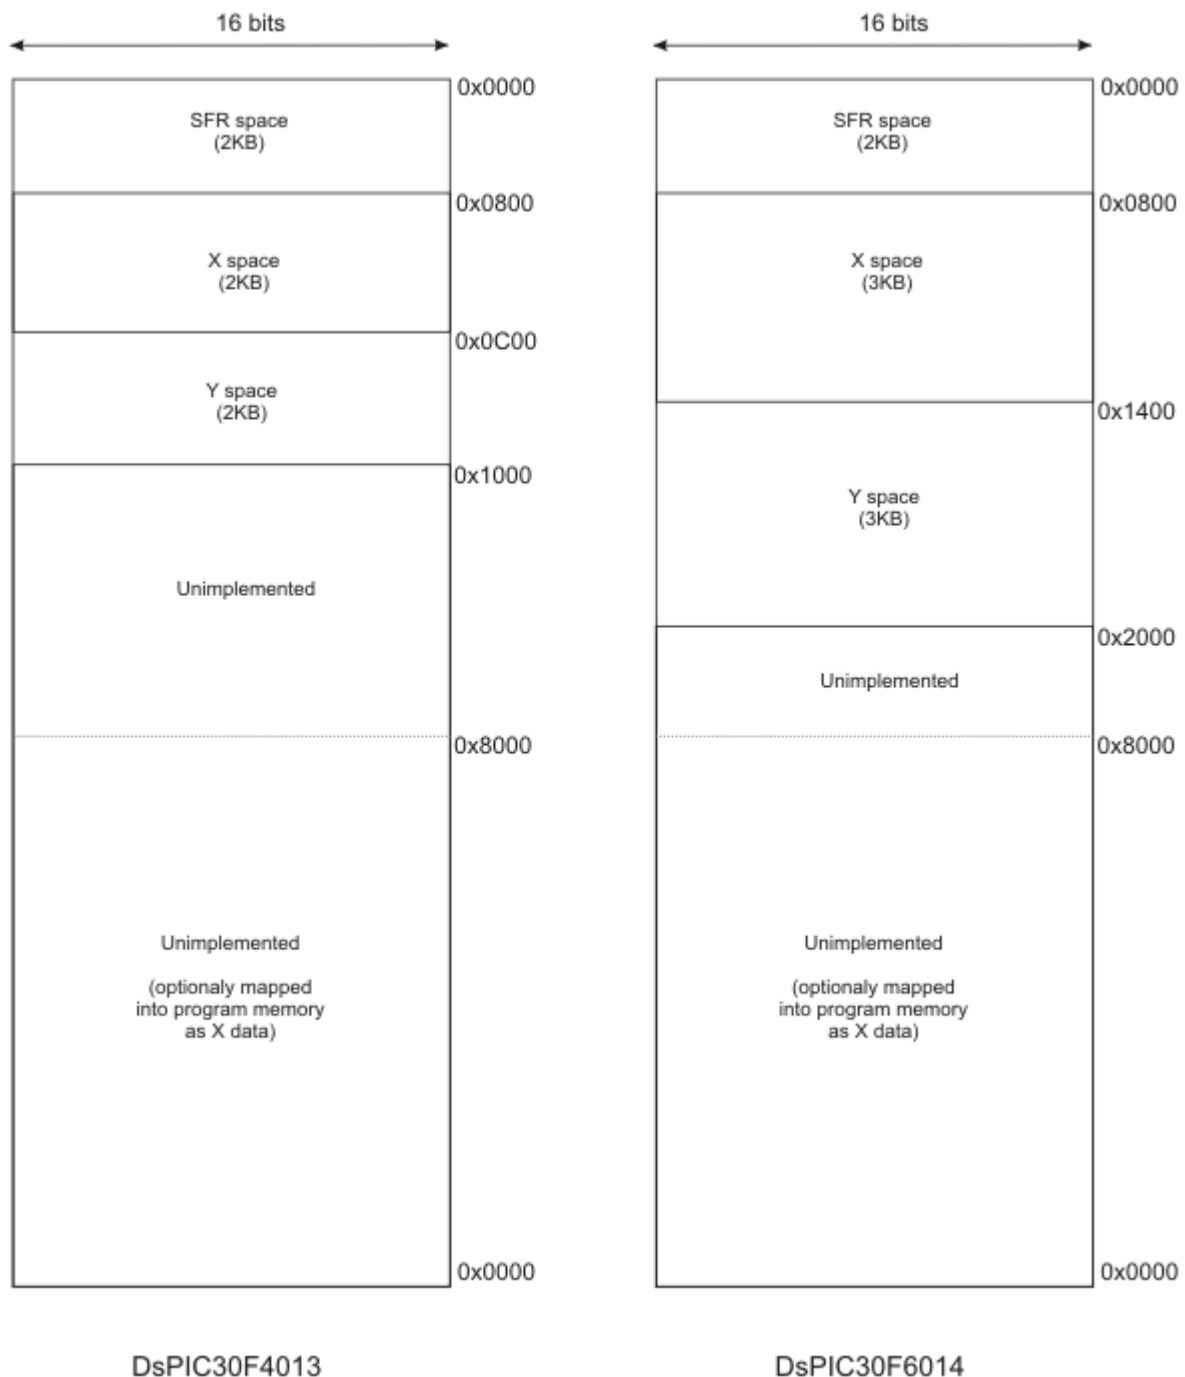 16 bits
0x0000
SFR space
(2KB)
0x0800
X space
(2KB)
0x0C00
Y space
(2KB)
0x1000
Unimplemented
0x8000
Unimplemented
(optionaly mapped
into program memory
as X data)
0x0000
DsPIC30F4013
16 bits
0x0000
SFR space
(2KB)
0x0800
X space
(3KB)
0x1400
Y space
(3KB)
0x2000
Unimplemented
0x8000
Unimplemented
(optionaly mapped
into program memory
as X data)
0x0000
DsPIC30F6014